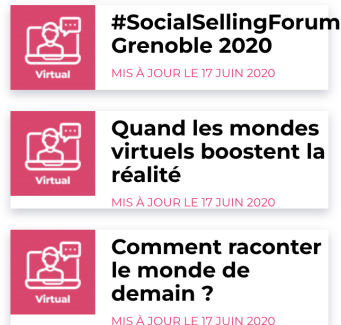 #SocialSellingForum
Grenoble 2020
MIS À JOUR LE 17 JUIN 2020
Virtual
Quand les mondes
virtuels boostent la
réalité
MIS À JOUR LE 17 JUIN 2020
Virtual
Comment raconter
le monde de
demain ?
MIS À JOUR LE 17 JUIN 2020
Virtual